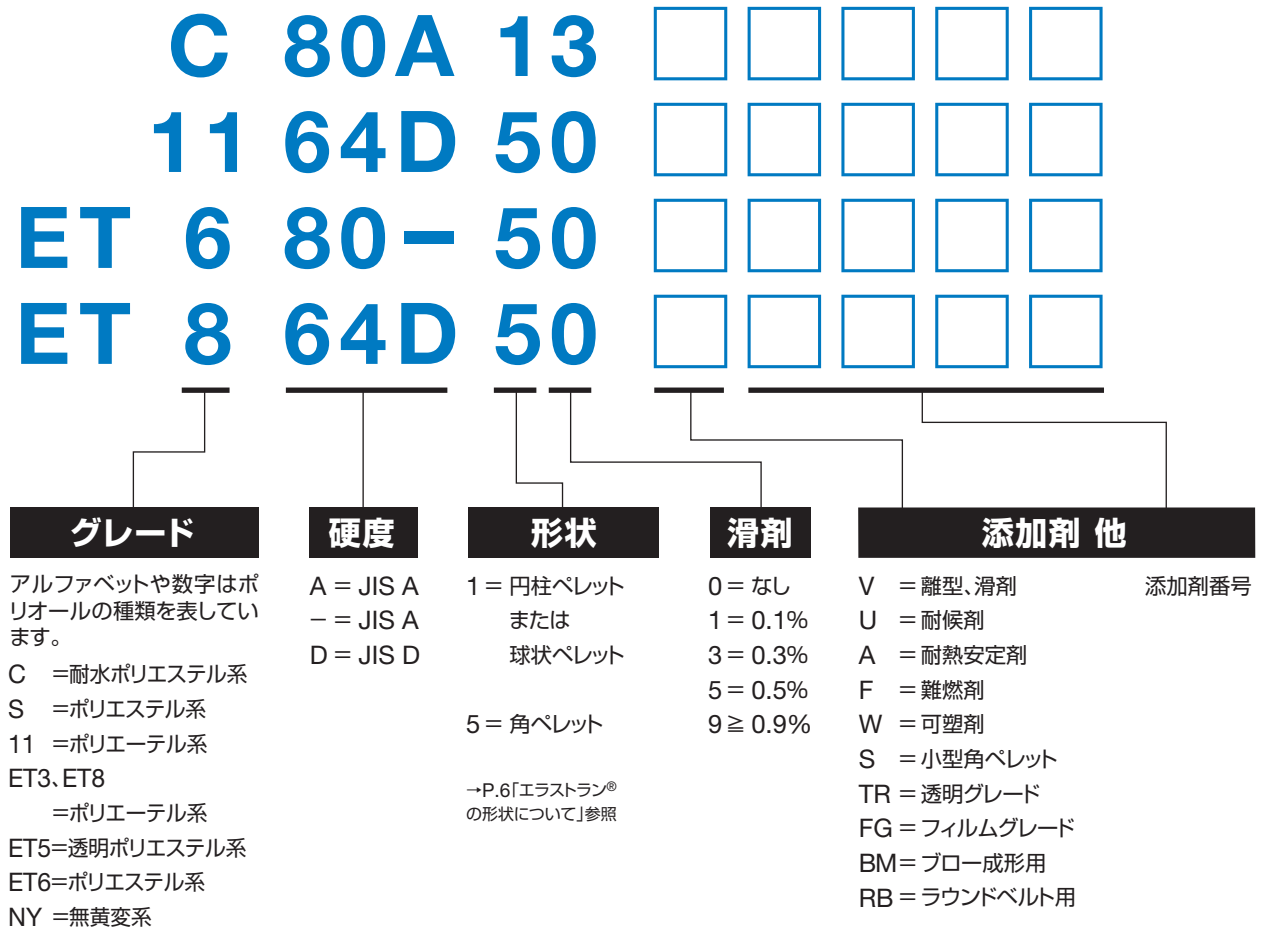 C 80A 13 □□□□□
11 64D 50 □□□□□
ET 6 80− 50 □□□□□
ET 8 64D 50 □□□□□
グレード
アルファベットや数字はポ
リオールの種類を表してい
ます。
C =耐水ポリエステル系
S =ポリエステル系
11 =ポリエーテル系
ET3、ET8
=ポリエーテル系
ET5=透明ポリエステル系
ET6=ポリエステル系
NY =無黄変系
硬度
A = JIS A
− = JIS A
D = JIS D
形状
1 = 円柱ペレット
または
球状ペレット
5 = 角ペレット
→P.6「エラストラン®
の形状について」参照
滑剤
0 = なし
1 = 0.1%
3 = 0.3%
5 = 0.5%
9 ≧ 0.9%
添加剤 他
V = 離型、滑剤 添加剤番号
U = 耐候剤
A = 耐熱安定剤
F = 難燃剤
W = 可塑剤
S = 小型角ペレット
TR = 透明グレード
FG = フィルムグレード
BM = ブロー成形用
RB = ラウンドベルト用